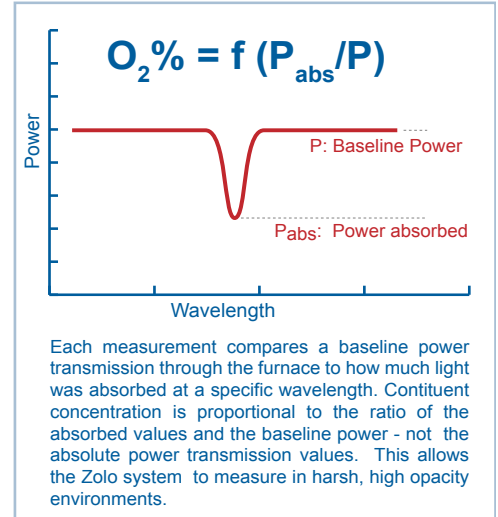 O₂% = f (Pabs/P)
Power
P: Baseline Power
Pabs: Power absorbed
Wavelength
Each measurement compares a baseline power
transmission through the furnace to how much light
was absorbed at a specific wavelength. Contituent
concentration is proportional to the ratio of the
absorbed values and the baseline power - not the
absolute power transmission values. This allows
the Zolo system to measure in harsh, high opacity
environments.